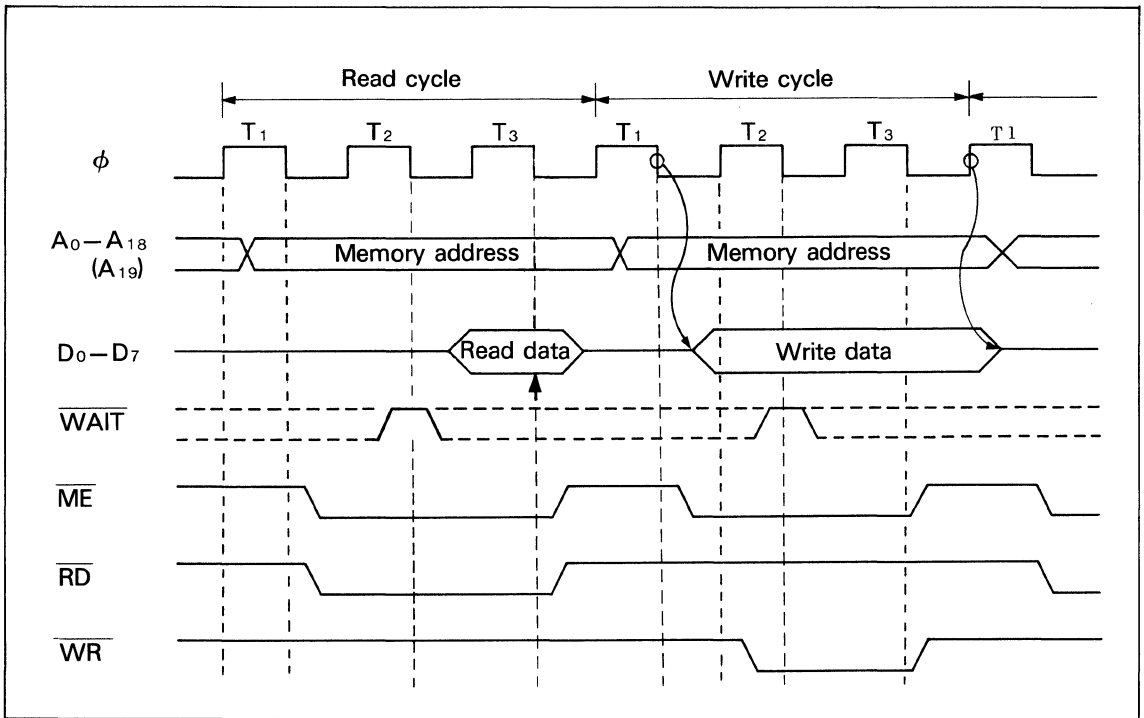 Read cycle Write cycle
T1 T2 T3 T1 T2 T3 T1
φ
A0–A18 Memory address Memory address
(A19)
D0–D7 Read data Write data
WAIT
ME
RD
WR